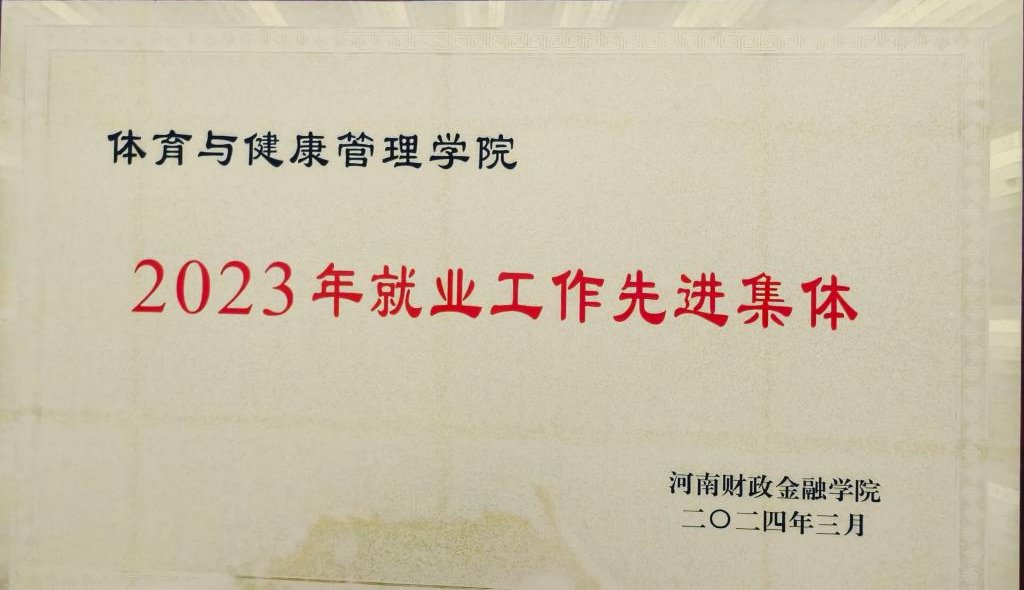 体育与健康管理学院
2023年就业工作先进集体
河南财政金融学院
二〇二四年三月